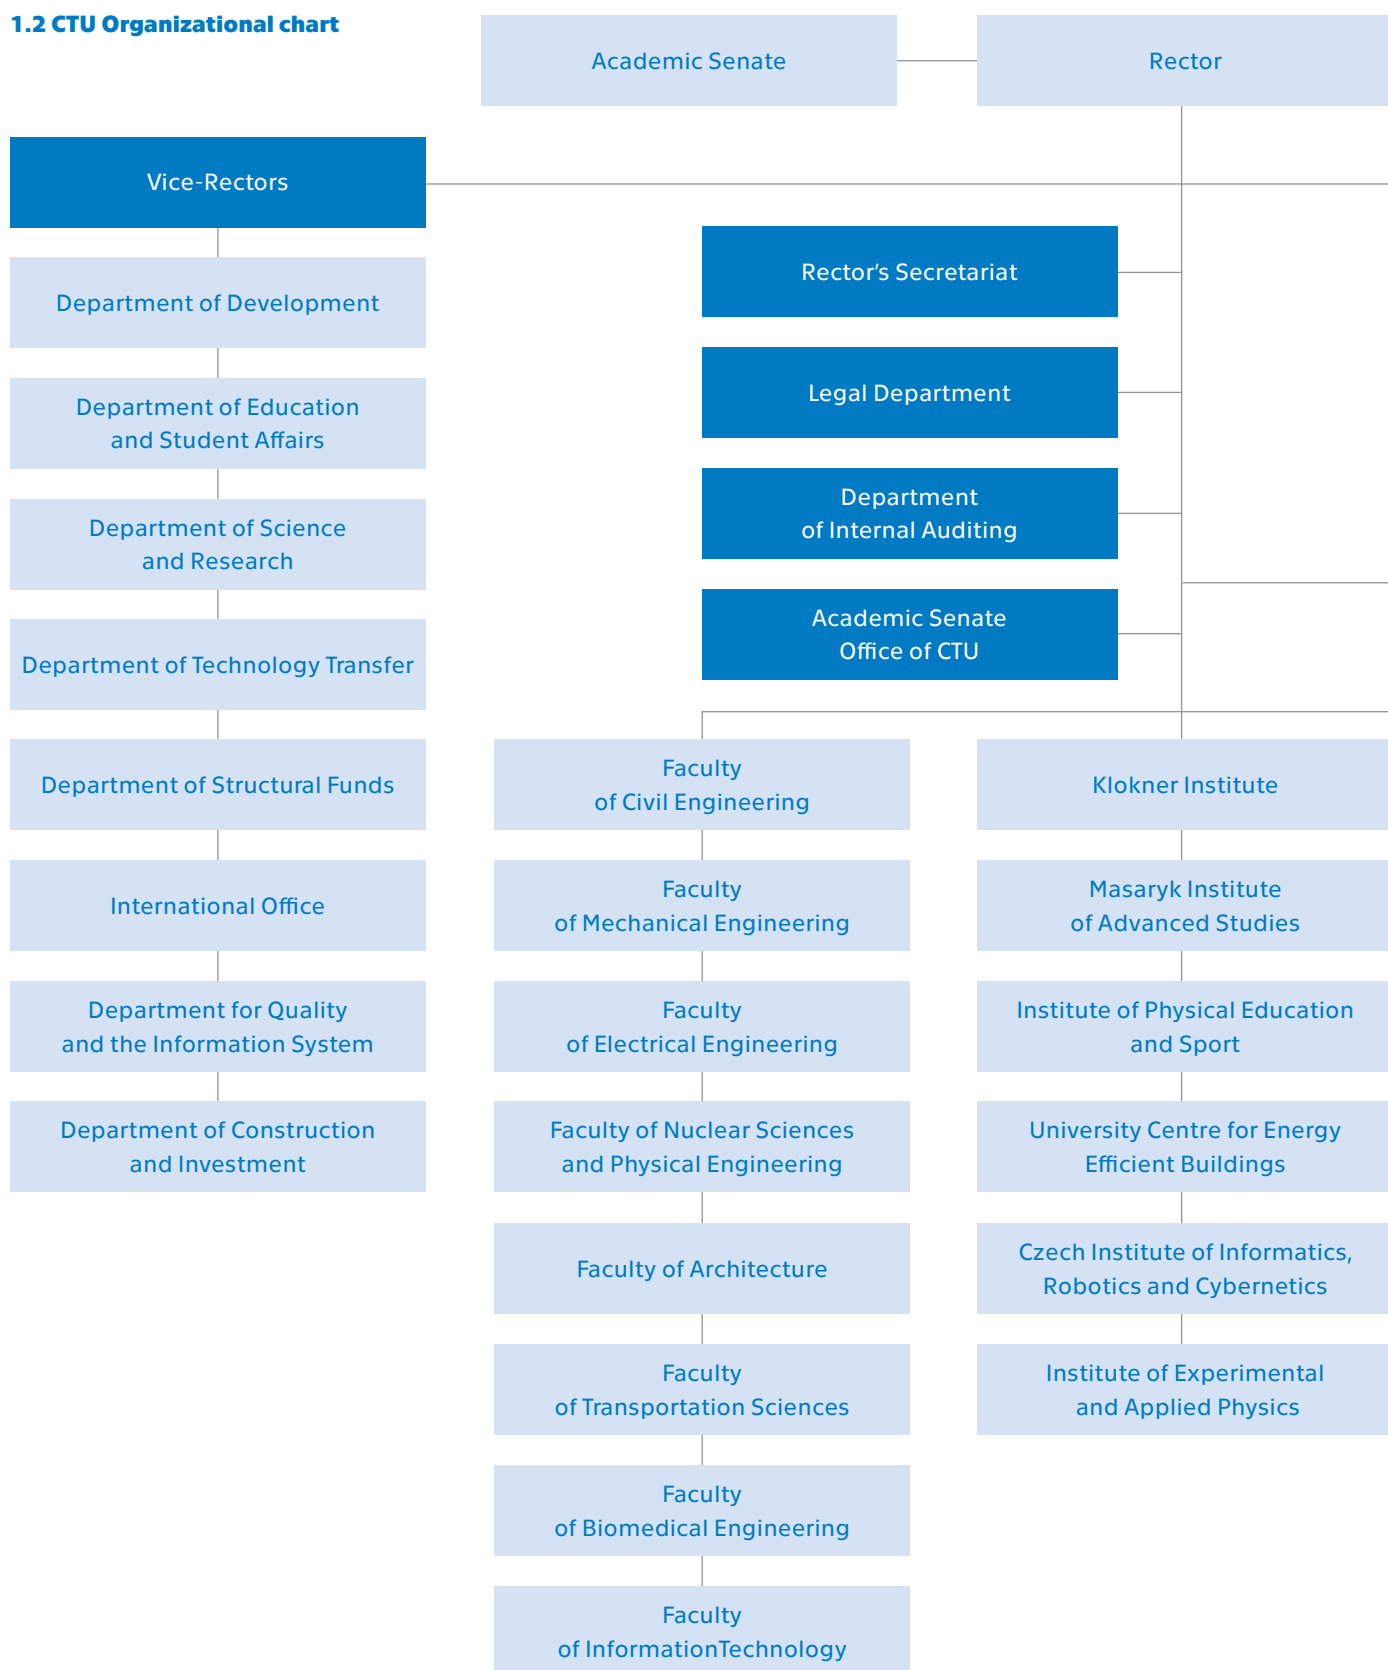 1.2 CTU Organizational chart
Academic Senate
Rector
Vice-Rectors
Department of Development
Department of Education
and Student Affairs
Department of Science
and Research
Department of Technology Transfer
Department of Structural Funds
International Office
Department for Quality
and the Information System
Department of Construction
and Investment
Rector’s Secretariat
Legal Department
Department
of Internal Auditing
Academic Senate
Office of CTU
Faculty
of Civil Engineering
Faculty
of Mechanical Engineering
Faculty
of Electrical Engineering
Faculty of Nuclear Sciences
and Physical Engineering
Faculty of Architecture
Faculty
of Transportation Sciences
Faculty
of Biomedical Engineering
Faculty
of InformationTechnology
Klokner Institute
Masaryk Institute
of Advanced Studies
Institute of Physical Education
and Sport
University Centre for Energy
Efficient Buildings
Czech Institute of Informatics,
Robotics and Cybernetics
Institute of Experimental
and Applied Physics